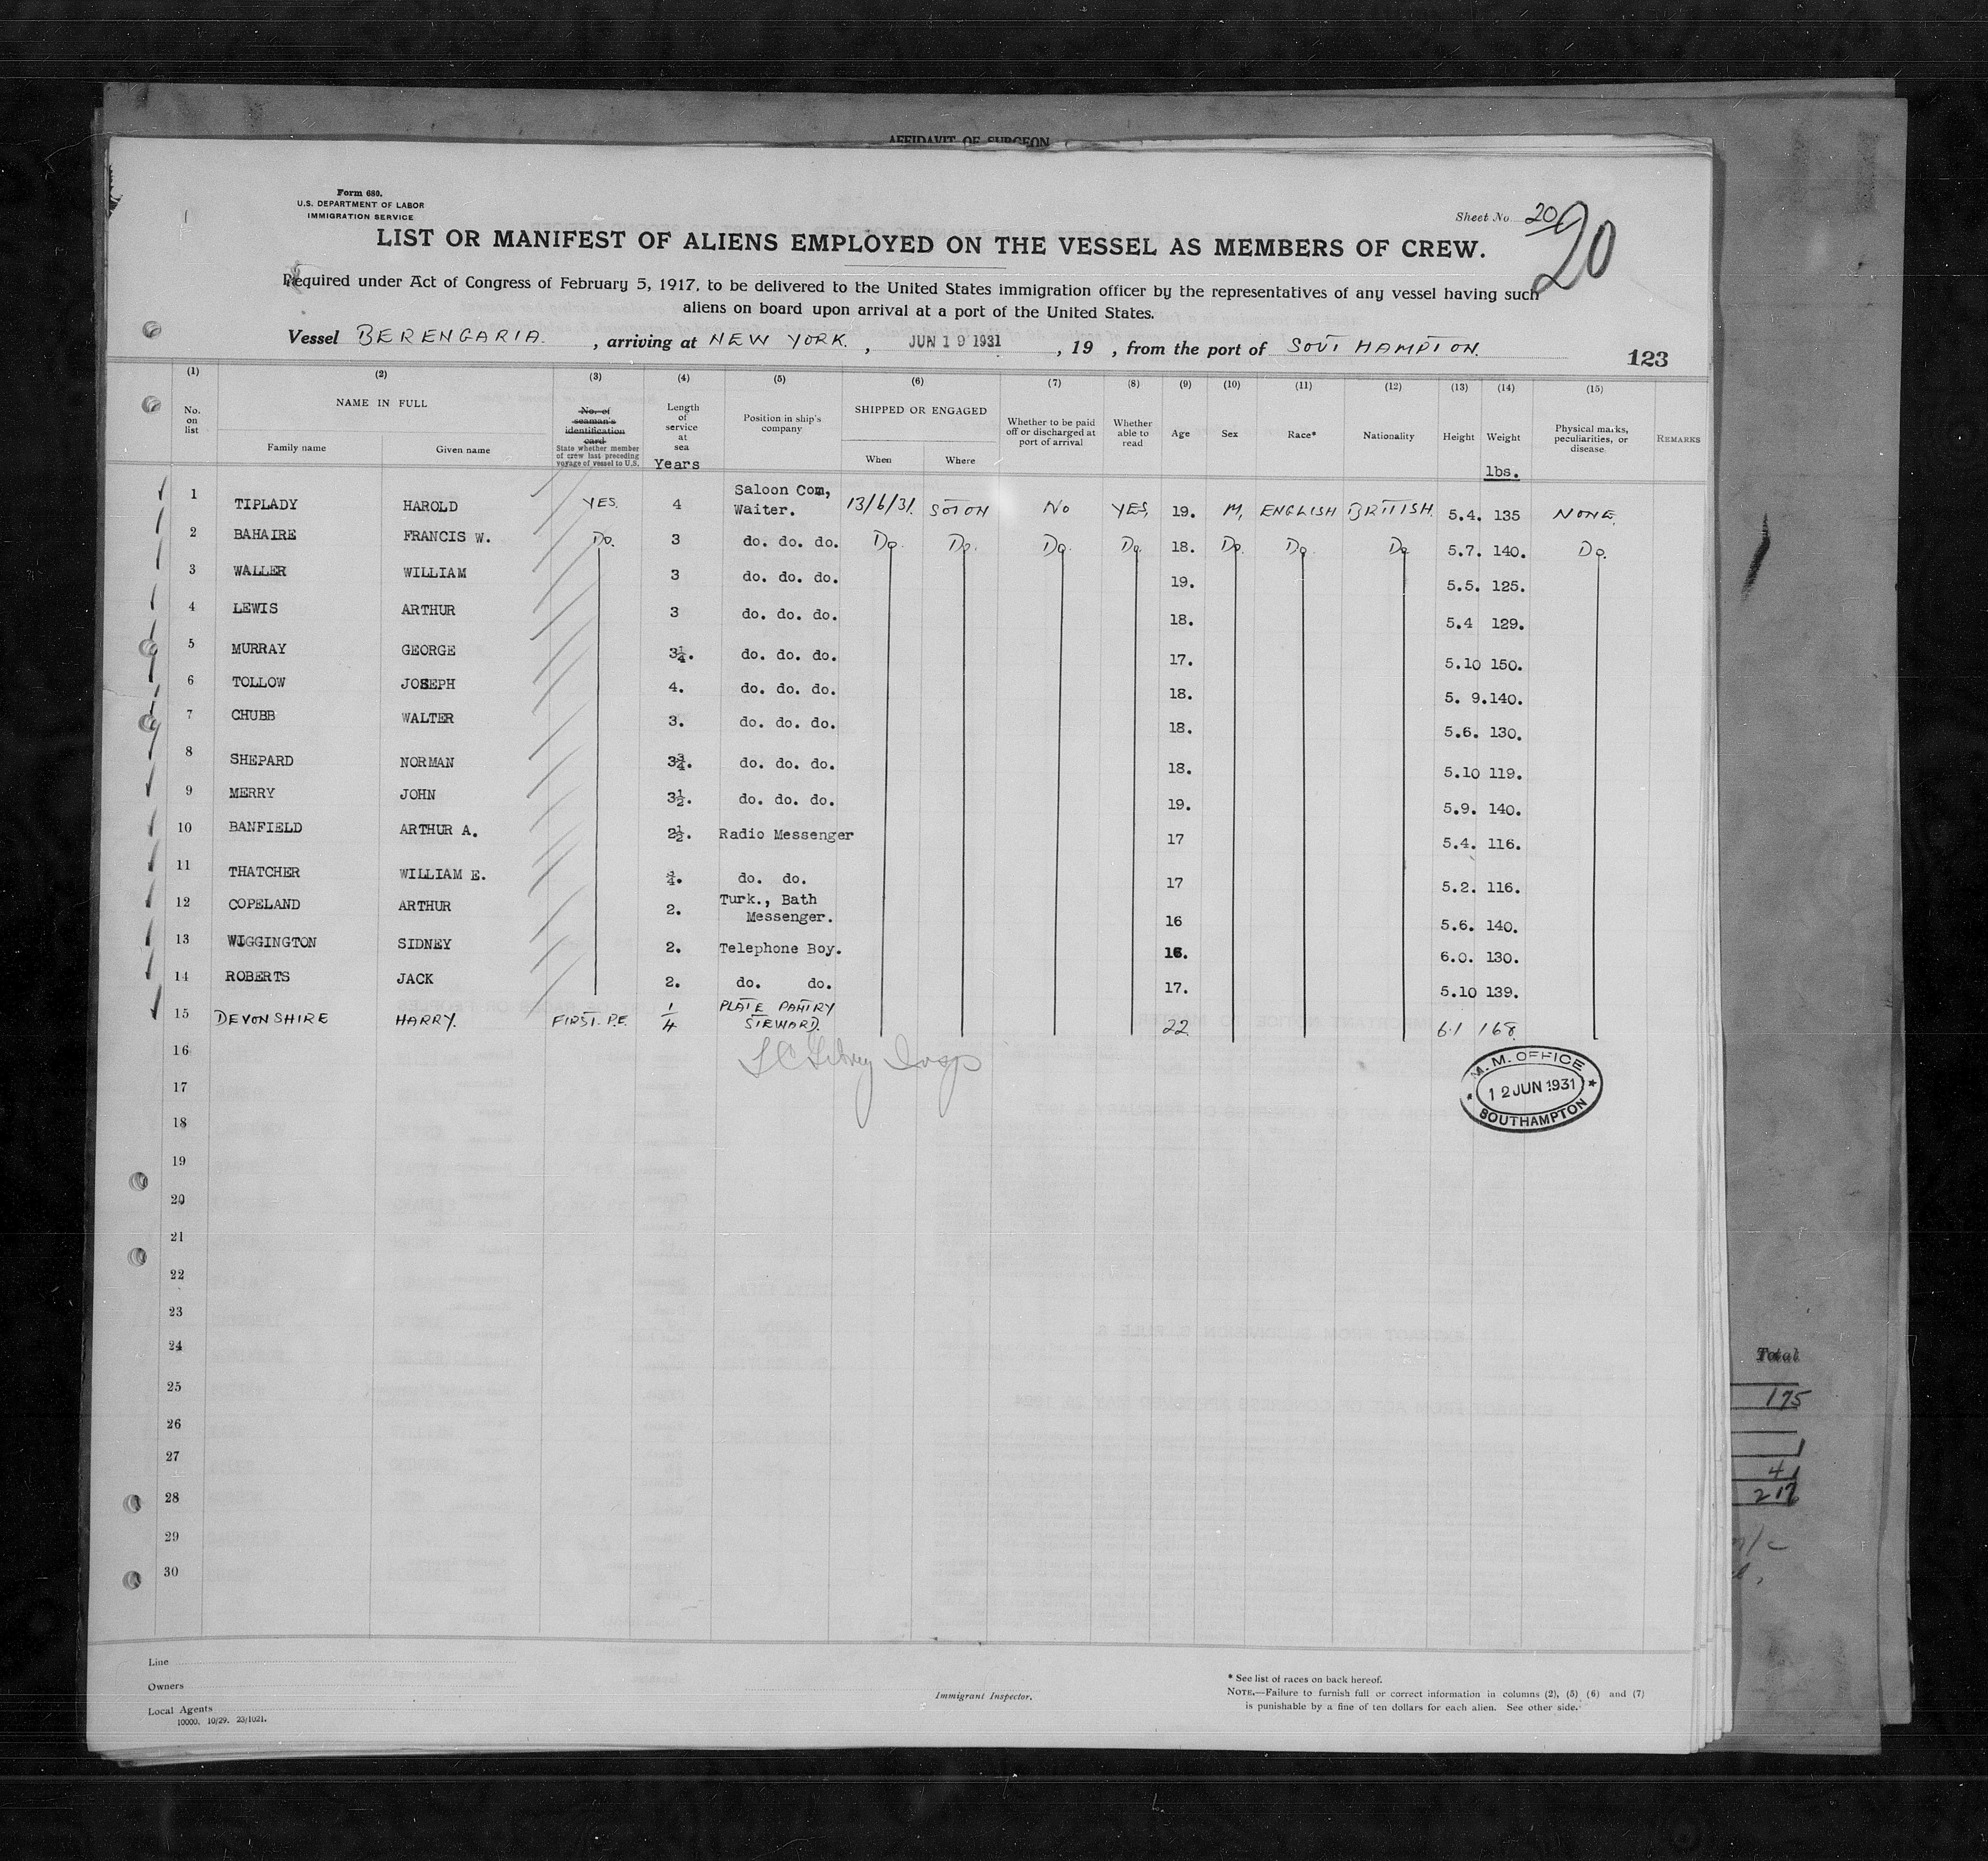 AFFIDAVIT OF SURGEON
Form 680.
U.S. DEPARTMENT OF LABOR
IMMIGRATION SERVICE
Sheet No. 20
20
LIST OR MANIFEST OF ALIENS EMPLOYED ON THE VESSEL AS MEMBERS OF CREW.
Required under Act of Congress of February 5, 1917, to be delivered to the United States immigration officer by the representatives of any vessel having such
aliens on board upon arrival at a port of the United States.
Vessel BERENGARIA. , arriving at NEW YORK. , JUN 19 1931 , 19 , from the port of SOUTHAMPTON.
123
(1) (2) (3) (4) (5) (6) (7) (8) (9) (10) (11) (12) (13) (14) (15)
No. on list
NAME IN FULL
Family name Given name
No. of seaman's identification card
State whether member of crew last preceding voyage of vessel to U.S.
Length of service at sea
Years
Position in ship's company
SHIPPED OR ENGAGED
When Where
Whether to be paid off or discharged at port of arrival
Whether able to read
Age Sex Race* Nationality Height Weight
lbs.
Physical marks, peculiarities, or disease
REMARKS
1 TIPLADY HAROLD YES. 4 Saloon Com, Waiter. 13/6/31. SOTON No YES, 19. M, ENGLISH BRITISH. 5.4. 135 NONE.
2 BAHAIRE FRANCIS W. Do. 3 do. do. do. Do. Do. Do. Do. 18. Do. Do Do 5.7. 140. Do.
3 WALLER WILLIAM 3 do. do. do. 19. 5.5. 125.
4 LEWIS ARTHUR 3 do. do. do. 18. 5.4 129.
5 MURRAY GEORGE 3¼. do. do. do. 17. 5.10 150.
6 TOLLOW JOSEPH 4. do. do. do. 18. 5. 9.140.
7 CHUBB WALTER 3. do. do. do. 18. 5.6. 130.
8 SHEPARD NORMAN 3¾. do. do. do. 18. 5.10 119.
9 MERRY JOHN 3½. do. do. do. 19. 5.9. 140.
10 BANFIELD ARTHUR A. 2½. Radio Messenger 17 5.4. 116.
11 THATCHER WILLIAM E. ¾. do. do. 17 5.2. 116.
12 COPELAND ARTHUR 2. Turk., Bath Messenger. 16 5.6. 140.
13 WIGGINGTON SIDNEY 2. Telephone Boy. 16. 6.0. 130.
14 ROBERTS JACK 2. do. do. 17. 5.10 139.
15 DEVONSHIRE HARRY. FIRST. P.E. 1/4 PLATE PANTRY STEWARD. 22 6.1 168.
16
17
18
19
20
21
22
23
24
25
26
27
28
29
30
M. M. OFFICE
12 JUN 1931
SOUTHAMPTON
Total
175
1
41
217
Line
Owners
Local Agents
10000. 10/29. 23/1021.
Immigrant Inspector.
* See list of races on back hereof.
NOTE.—Failure to furnish full or correct information in columns (2), (5) (6) and (7)
is punishable by a fine of ten dollars for each alien. See other side.